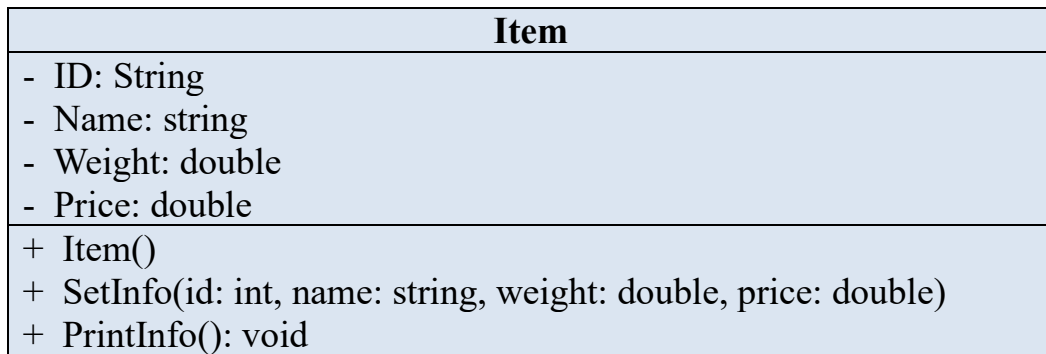 Item
- ID: String
- Name: string
- Weight: double
- Price: double
+ Item()
+ SetInfo(id: int, name: string, weight: double, price: double)
+ PrintInfo(): void